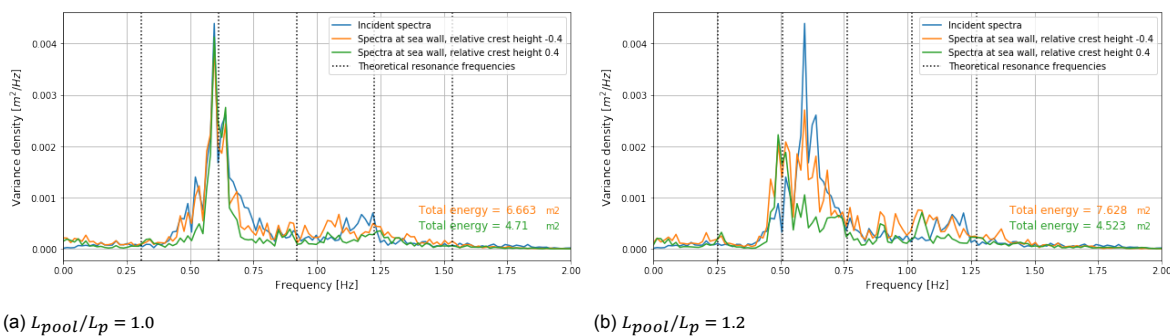 0.004
0.003
0.002
0.001
0.000
Variance density [m²/Hz]
Incident spectra
Spectra at sea wall, relative crest height -0.4
Spectra at sea wall, relative crest height 0.4
Theoretical resonance frequencies
Total energy = 6.663 m2
Total energy = 4.71 m2
0.00 0.25 0.50 0.75 1.00 1.25 1.50 1.75 2.00
Frequency [Hz]
(a) L_pool/L_p = 1.0
0.004
0.003
0.002
0.001
0.000
Variance density [m²/Hz]
Incident spectra
Spectra at sea wall, relative crest height -0.4
Spectra at sea wall, relative crest height 0.4
Theoretical resonance frequencies
Total energy = 7.628 m2
Total energy = 4.523 m2
0.00 0.25 0.50 0.75 1.00 1.25 1.50 1.75 2.00
Frequency [Hz]
(b) L_pool/L_p = 1.2